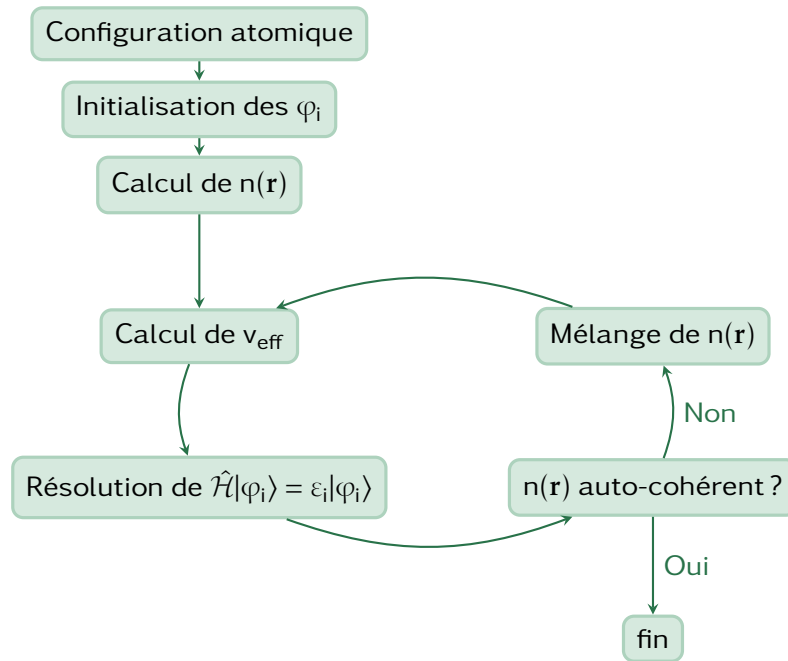 Configuration atomique
Initialisation des φᵢ
Calcul de n(r)
Calcul de v_eff
Mélange de n(r)
Non
Résolution de Ĥ|φᵢ⟩ = εᵢ|φᵢ⟩
n(r) auto-cohérent ?
Oui
fin